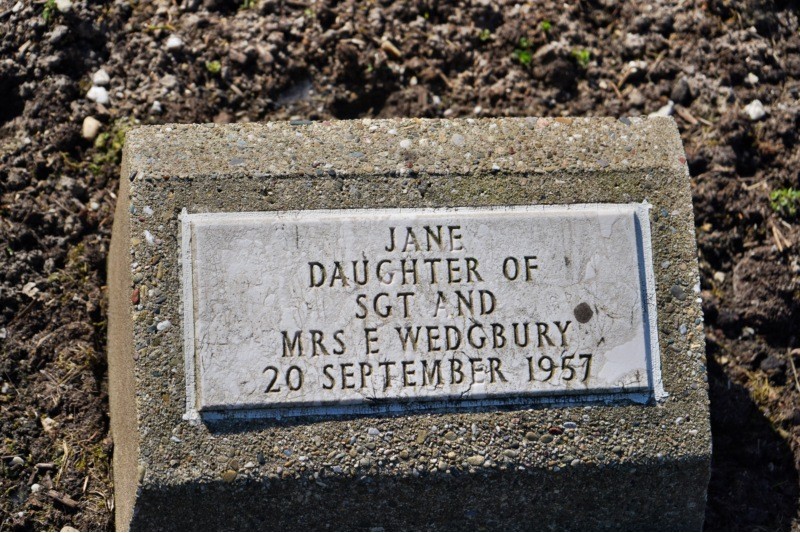 JANE
DAUGHTER OF
SGT AND
MRS E WEDGBURY
20 SEPTEMBER 1957